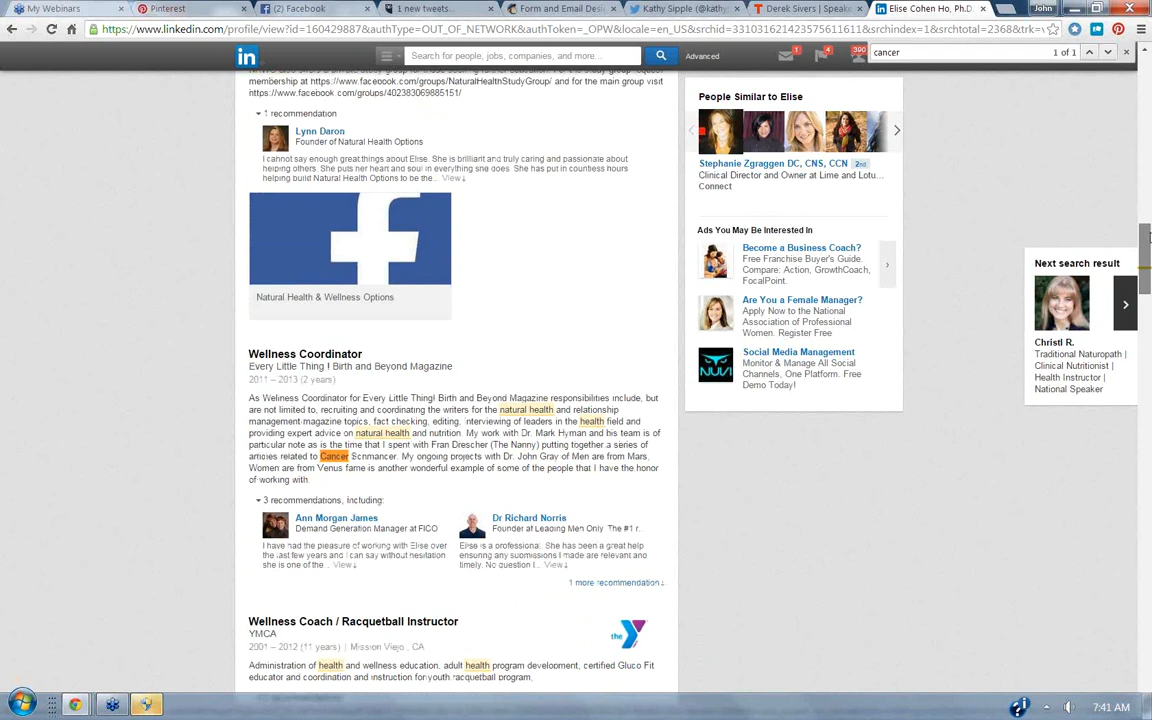 My Webinars
Pinterest
(2) Facebook
1 new tweets...
Form and Email Desi
Kathy Sipple (@kathy
Derek Sivers | Speake
Elise Cohen Ho, Ph.D.
John
https://www.linkedin.com/profile/view?id=160429887&authType=OUT_OF_NETWORK&authToken=_OPW&locale=en_US&srchid=3310316214235756611&srchindex=1&srchtotal=2368&trk=v
in
Search for people, jobs, companies, and more...
Advanced
1
4
390
cancer
1 of 1
membership at https://www.facebook.com/groups/NaturalHealthStudyGroup/ and for the main group visit
https://www.facebook.com/groups/402383069885151/
1 recommendation
Lynn Daron
Founder of Natural Health Options
I cannot say enough great things about Elise. She is brilliant and truly caring and passionate about
helping others. She puts her heart and soul in everything she does. She has put in countless hours
helping build Natural Health Options to be the... View↓
Natural Health & Wellness Options
Wellness Coordinator
Every Little Thing ! Birth and Beyond Magazine
2011 – 2013 (2 years)
As Wellness Coordinator for Every Little Thing! Birth and Beyond Magazine responsibilities include, but
are not limited to, recruiting and coordinating the writers for the natural health and relationship
management magazine topics, fact checking, editing, interviewing of leaders in the health field and
providing expert advice on natural health and nutrition. My work with Dr. Mark Hyman and his team is of
particular note as is the time that I spent with Fran Drescher (The Nanny) putting together a series of
articles related to Cancer Schmancer. My ongoing projects with Dr. John Gray of Men are from Mars,
Women are from Venus fame is another wonderful example of some of the people that I have the honor
of working with.
3 recommendations, including:
Ann Morgan James
Demand Generation Manager at FICO
I have had the pleasure of working with Elise over
the last few years and I can say without hesitation
she is one of the... View↓
Dr Richard Norris
Founder at Leading Men Only The #1 r...
Elise is a professional. She has been a great help
ensuring any submissions I made are relevant and
timely. No question I... View↓
1 more recommendation↓
Wellness Coach / Racquetball Instructor
YMCA
2001 – 2012 (11 years) | Mission Viejo , CA
the Y
Administration of health and wellness education, adult health program development, certified Gluco Fit
educator and coordination and instruction for youth racquetball program.
People Similar to Elise
Stephanie Zgraggen DC, CNS, CCN 2nd
Clinical Director and Owner at Lime and Lotu...
Connect
Ads You May Be Interested In
Become a Business Coach?
Free Franchise Buyer's Guide.
Compare: Action, GrowthCoach,
FocalPoint.
Are You a Female Manager?
Apply Now to the National
Association of Professional
Women. Register Free
NUVI
Social Media Management
Monitor & Manage All Social
Channels, One Platform. Free
Demo Today!
Next search result
Christl R.
Traditional Naturopath |
Clinical Nutritionist |
Health Instructor |
National Speaker
7:41 AM